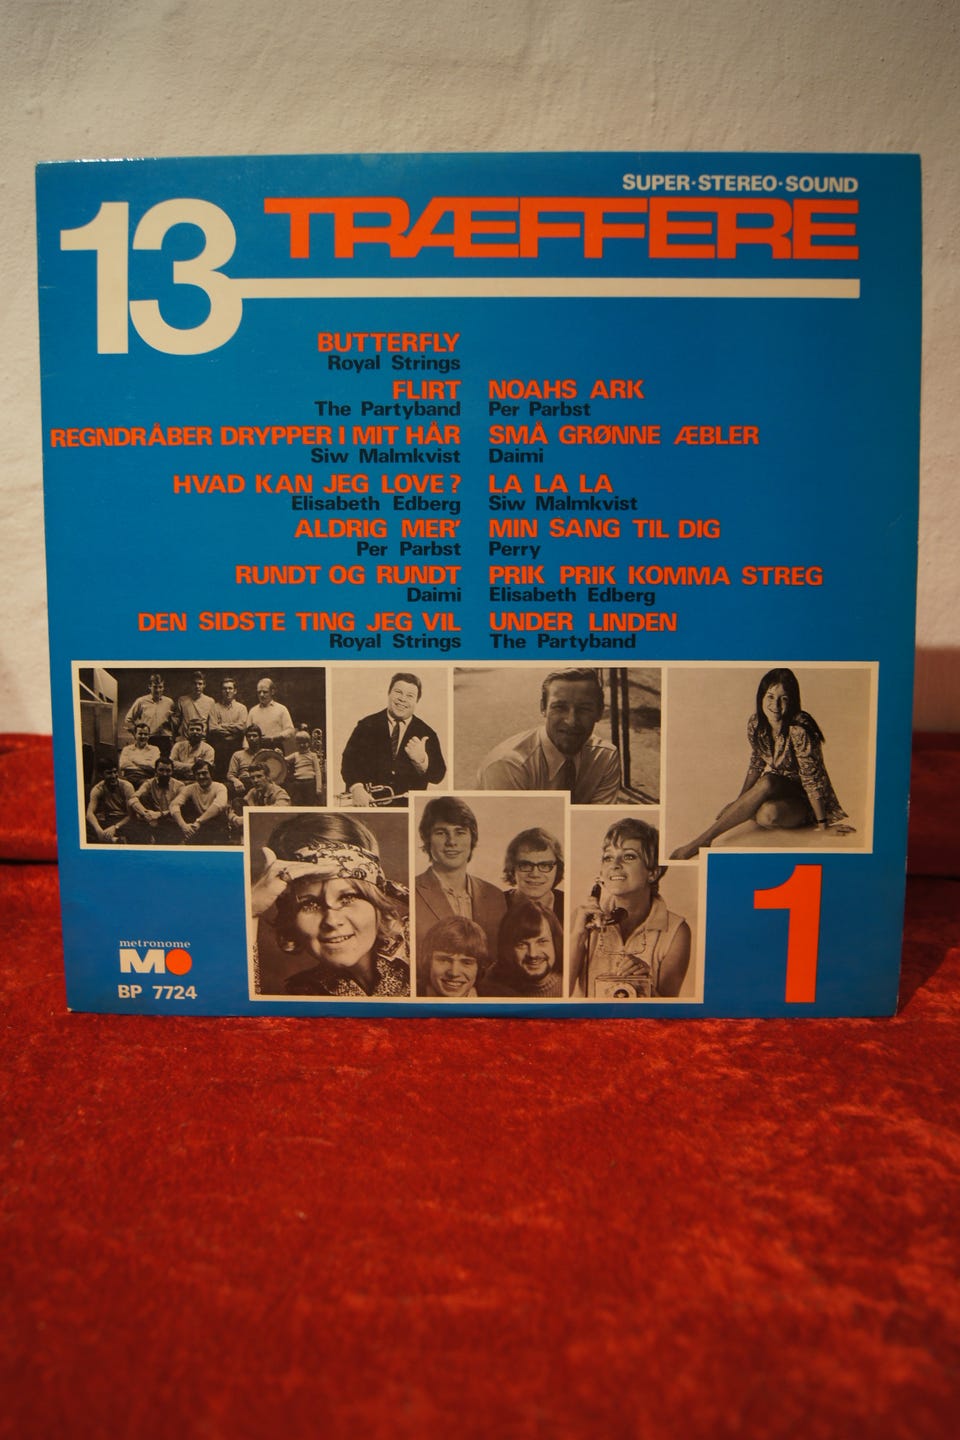 SUPER·STEREO·SOUND
13 TRÆFFERE
BUTTERFLY
Royal Strings
FLIRT
The Partyband
REGNDRÅBER DRYPPER I MIT HÅR
Siw Malmkvist
HVAD KAN JEG LOVE?
Elisabeth Edberg
ALDRIG MER'
Per Parbst
RUNDT OG RUNDT
Daimi
DEN SIDSTE TING JEG VIL
Royal Strings
NOAHS ARK
Per Parbst
SMÅ GRØNNE ÆBLER
Daimi
LA LA LA
Siw Malmkvist
MIN SANG TIL DIG
Perry
PRIK PRIK KOMMA STREG
Elisabeth Edberg
UNDER LINDEN
The Partyband
metronome
MO
BP 7724
1